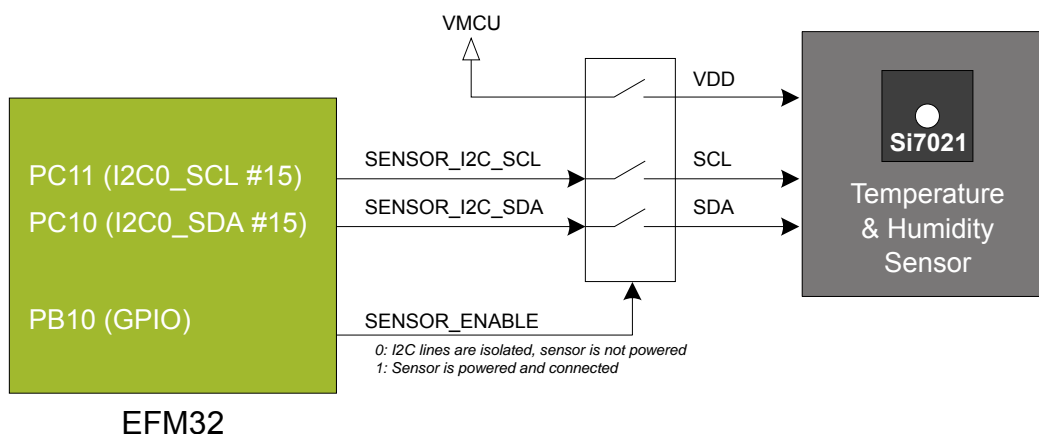 VMCU
VDD
Si7021
PC11 (I2C0_SCL #15)
SENSOR_I2C_SCL
SCL
PC10 (I2C0_SDA #15)
SENSOR_I2C_SDA
SDA
Temperature
& Humidity
Sensor
PB10 (GPIO)
SENSOR_ENABLE
0: I2C lines are isolated, sensor is not powered
1: Sensor is powered and connected
EFM32